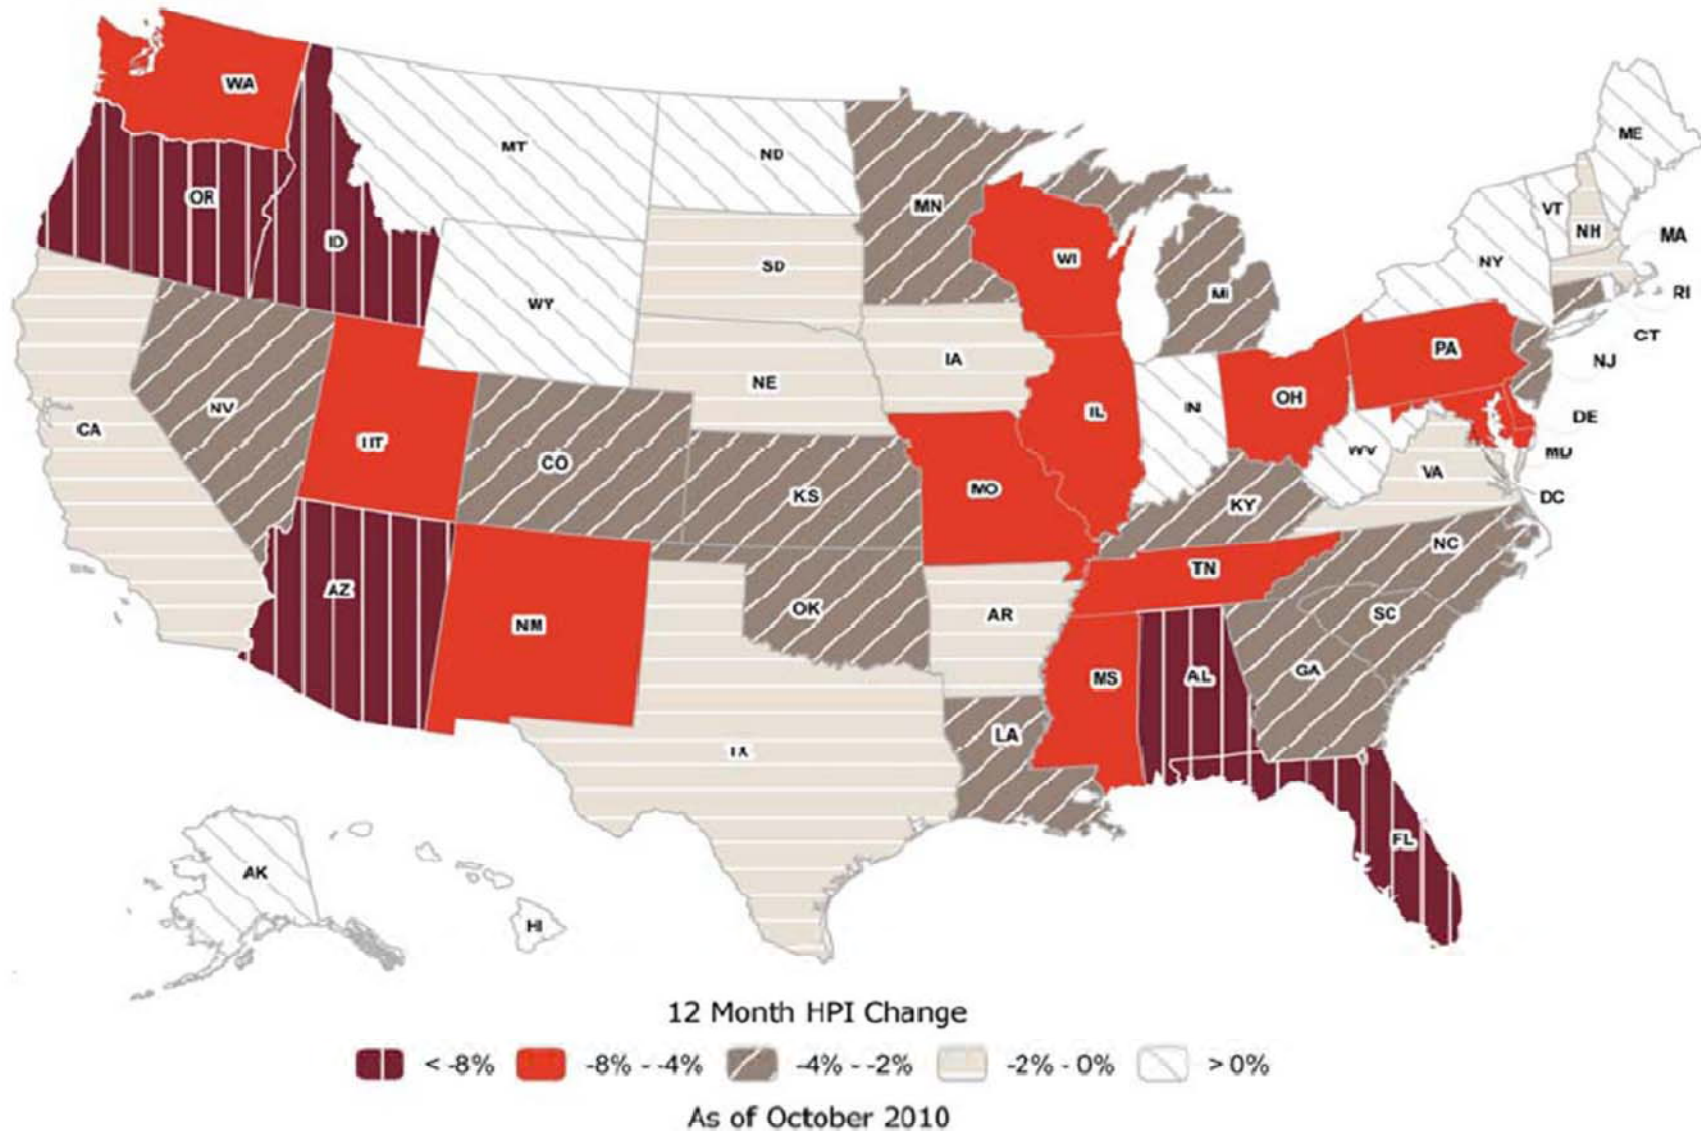 WA
MT
ND
ME
OR
MN
VT
NH
MA
ID
WI
NY
SD
MI
RI
WY
CT
PA
NJ
IA
NE
OH
DE
NV
IL
IN
CA
UT
MD
WV
CO
VA
MO
KS
DC
KY
NC
TN
AZ
OK
AR
SC
NM
GA
MS
AL
LA
TX
FL
AK
HI
12 Month HPI Change
< -8%
-8% - -4%
-4% - -2%
-2% - 0%
> 0%
As of October 2010